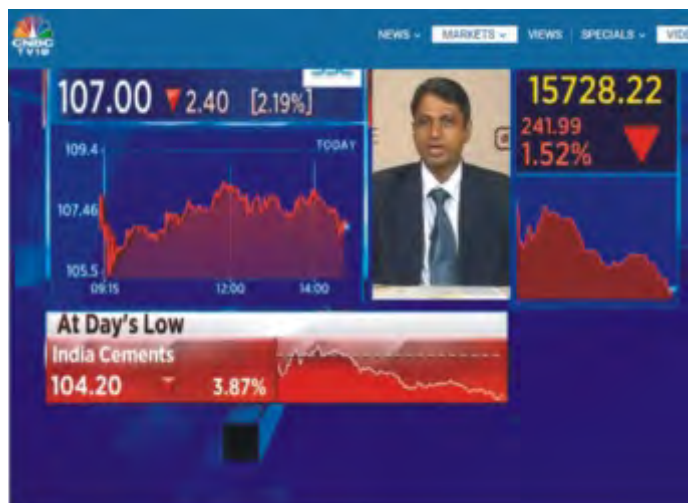 CNBC
TV18
NEWS MARKETS VIEWS SPECIALS VIDE
107.00 2.40 [2.19%]
15728.22
241.99
1.52%
109.4
TODAY
107.46
105.5
09:15 12:00 14:00
At Day's Low
India Cements
104.20 3.87%